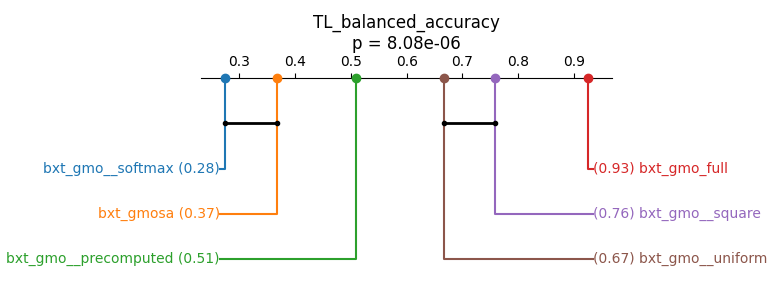 TL_balanced_accuracy
p = 8.08e-06
0.3 0.4 0.5 0.6 0.7 0.8 0.9
bxt_gmo__softmax (0.28)
(0.93) bxt_gmo_full
bxt_gmosa (0.37)
(0.76) bxt_gmo__square
bxt_gmo__precomputed (0.51)
(0.67) bxt_gmo__uniform